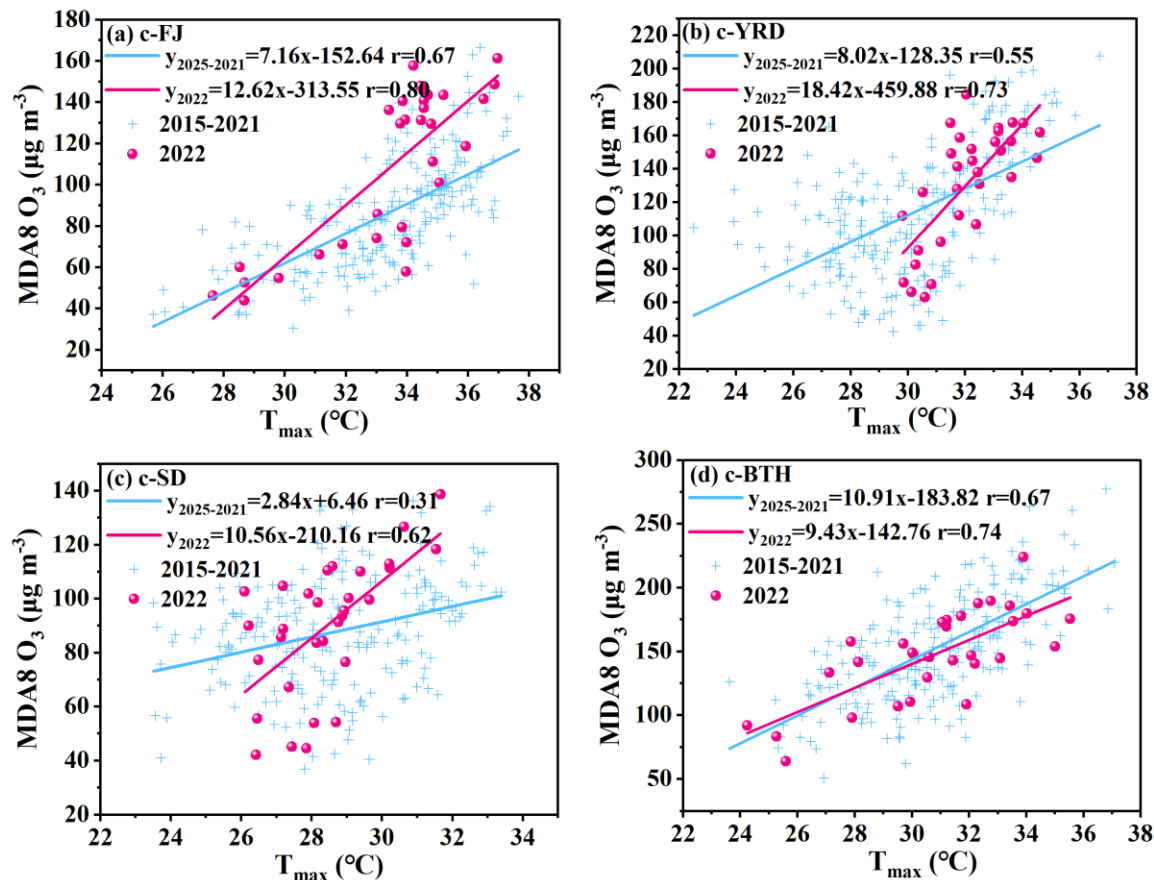 (a) c-FJ
y2025-2021=7.16x-152.64 r=0.67
y2022=12.62x-313.55 r=0.80
2015-2021
2022
180
160
140
120
100
80
60
40
20
MDA8 O3 (μg m-3)
24 26 28 30 32 34 36 38
Tmax (°C)
(b) c-YRD
y2025-2021=8.02x-128.35 r=0.55
y2022=18.42x-459.88 r=0.73
2015-2021
2022
220
200
180
160
140
120
100
80
60
40
20
0
MDA8 O3 (μg m-3)
22 24 26 28 30 32 34 36 38
Tmax (°C)
(c) c-SD
y2025-2021=2.84x+6.46 r=0.31
y2022=10.56x-210.16 r=0.62
2015-2021
2022
140
120
100
80
60
40
20
MDA8 O3 (μg m-3)
22 24 26 28 30 32 34
Tmax (°C)
(d) c-BTH
y2025-2021=10.91x-183.82 r=0.67
y2022=9.43x-142.76 r=0.74
2015-2021
2022
300
250
200
150
100
50
MDA8 O3 (μg m-3)
22 24 26 28 30 32 34 36 38
Tmax (°C)